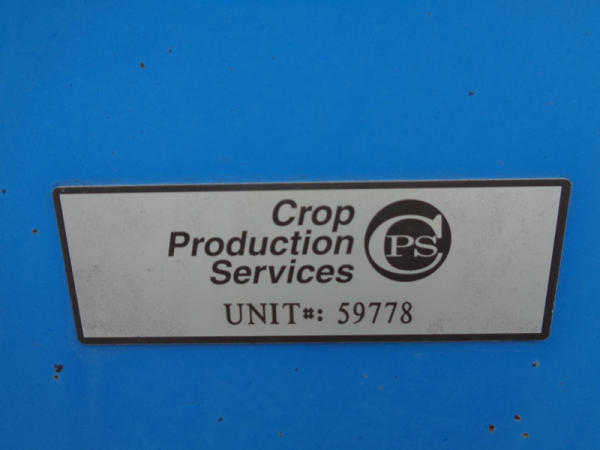 Crop
Production
Services
CPS
UNIT#: 59778